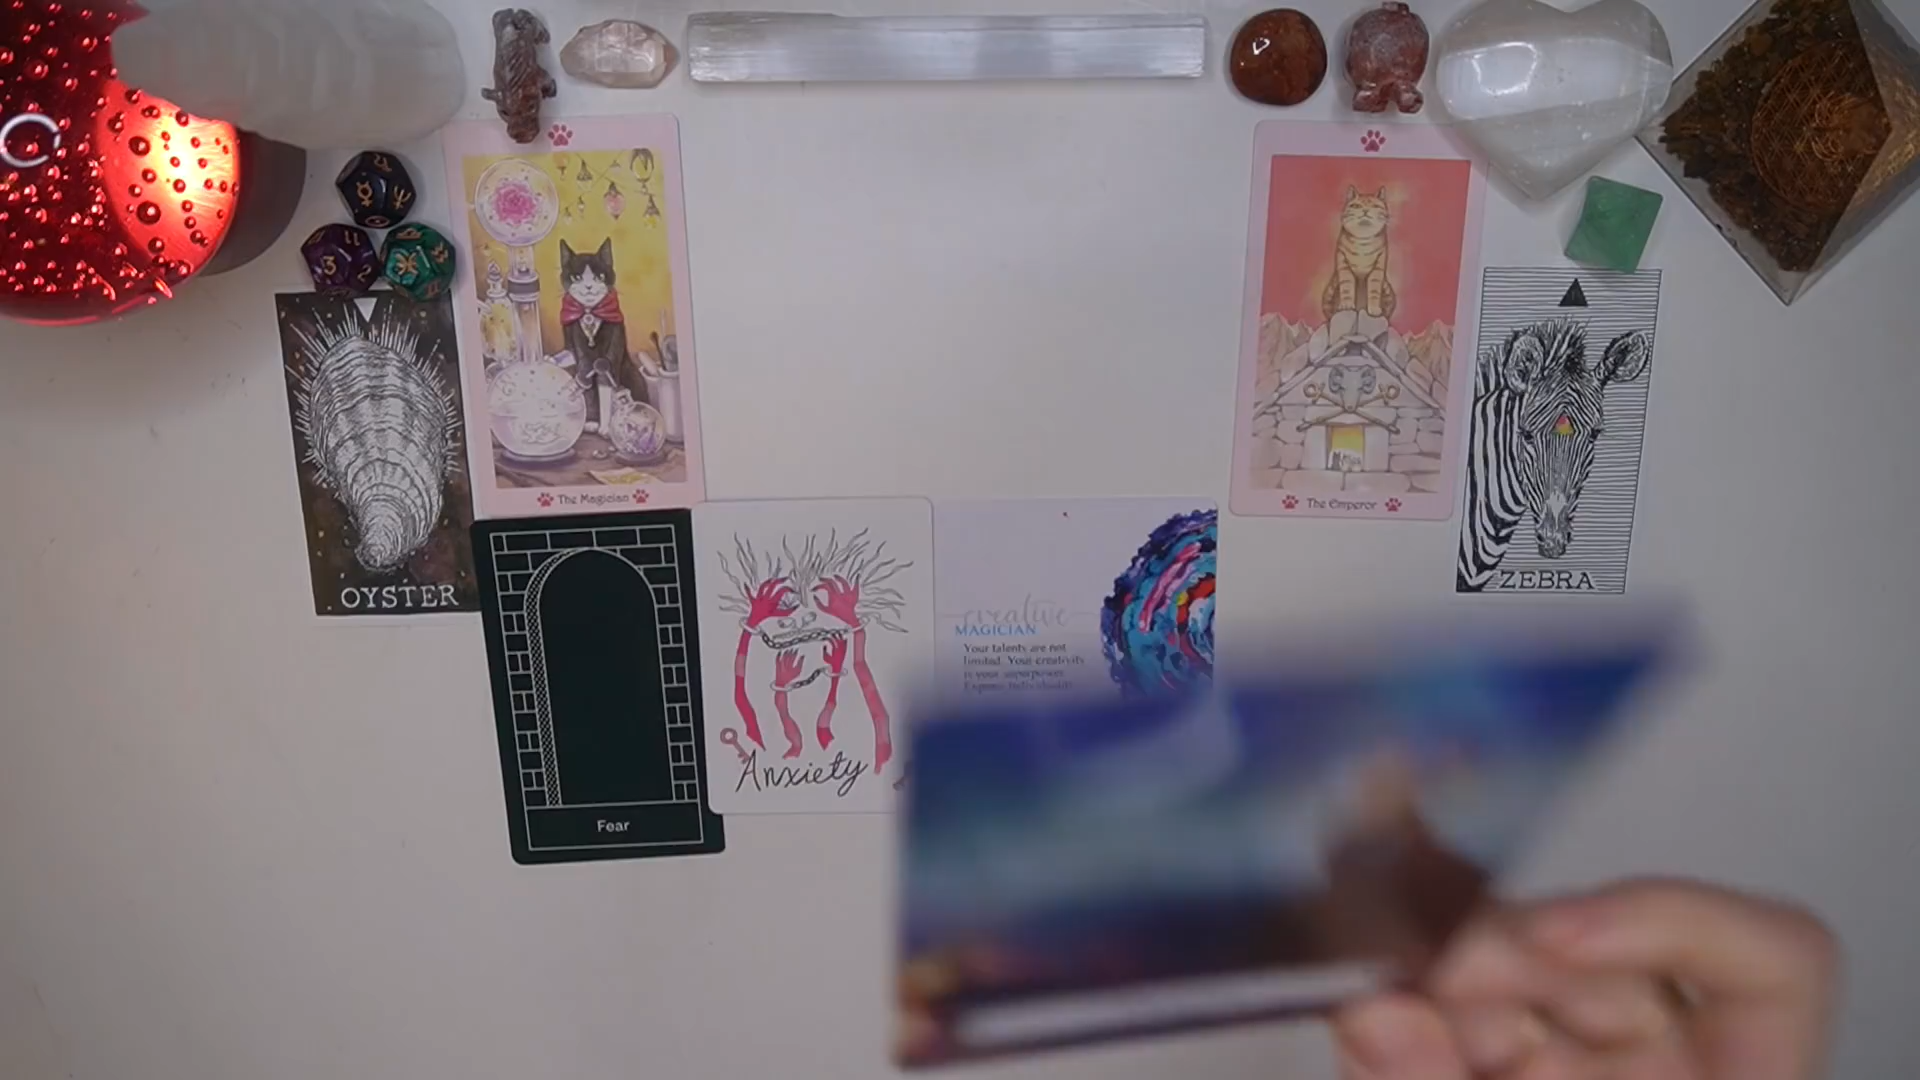 The Magician
The Emperor
OYSTER
ZEBRA
creative
MAGICIAN
Your talents are not
limited. Your creativity
is your superpower.
Express
Anxiety
Fear